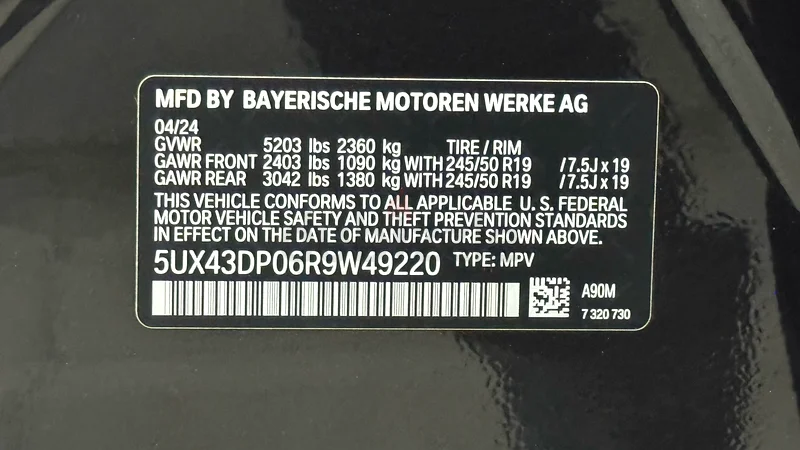 MFD BY BAYERISCHE MOTOREN WERKE AG
04/24
GVWR 5203 lbs 2360 kg TIRE / RIM
GAWR FRONT 2403 lbs 1090 kg WITH 245/50 R19 / 7.5J x 19
GAWR REAR 3042 lbs 1380 kg WITH 245/50 R19 / 7.5J x 19
THIS VEHICLE CONFORMS TO ALL APPLICABLE U. S. FEDERAL
MOTOR VEHICLE SAFETY AND THEFT PREVENTION STANDARDS
IN EFFECT ON THE DATE OF MANUFACTURE SHOWN ABOVE.
5UX43DP06R9W49220 TYPE: MPV
A90M
7 320 730